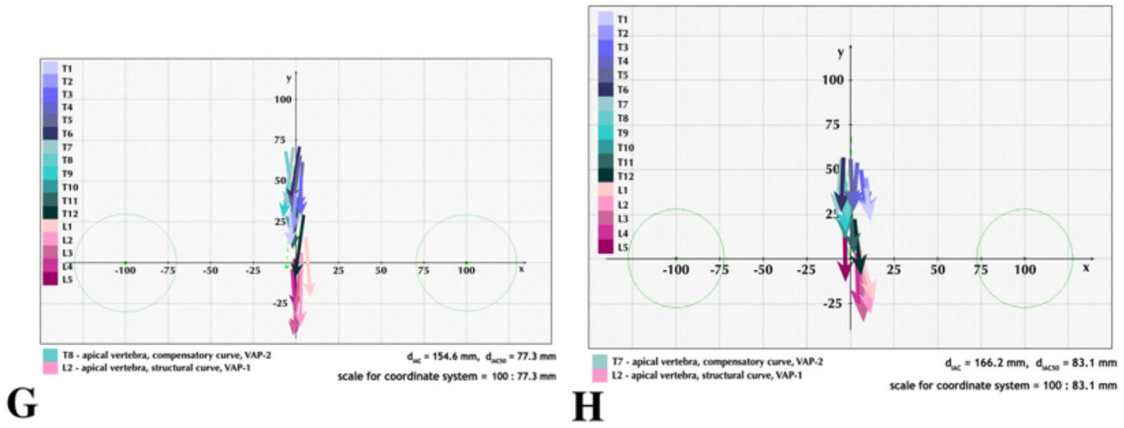 T1
T2
T3
T4
T5
T6
T7
T8
T9
T10
T11
T12
L1
L2
L3
L4
L5
y
100
75
50
25
-25
-100
-75
-50
-25
25
50
75
100
x
T8 - apical vertebra, compensatory curve, VAP-2
L2 - apical vertebra, structural curve, VAP-1
dIAC = 154.6 mm, dIAC50 = 77.3 mm
scale for coordinate system = 100 : 77.3 mm
G
T1
T2
T3
T4
T5
T6
T7
T8
T9
T10
T11
T12
L1
L2
L3
L4
L5
y
100
75
50
25
-25
-100
-75
-50
-25
25
50
75
100
x
T7 - apical vertebra, compensatory curve, VAP-2
L2 - apical vertebra, structural curve, VAP-1
dIAC = 166.2 mm, dIAC50 = 83.1 mm
scale for coordinate system = 100 : 83.1 mm
H